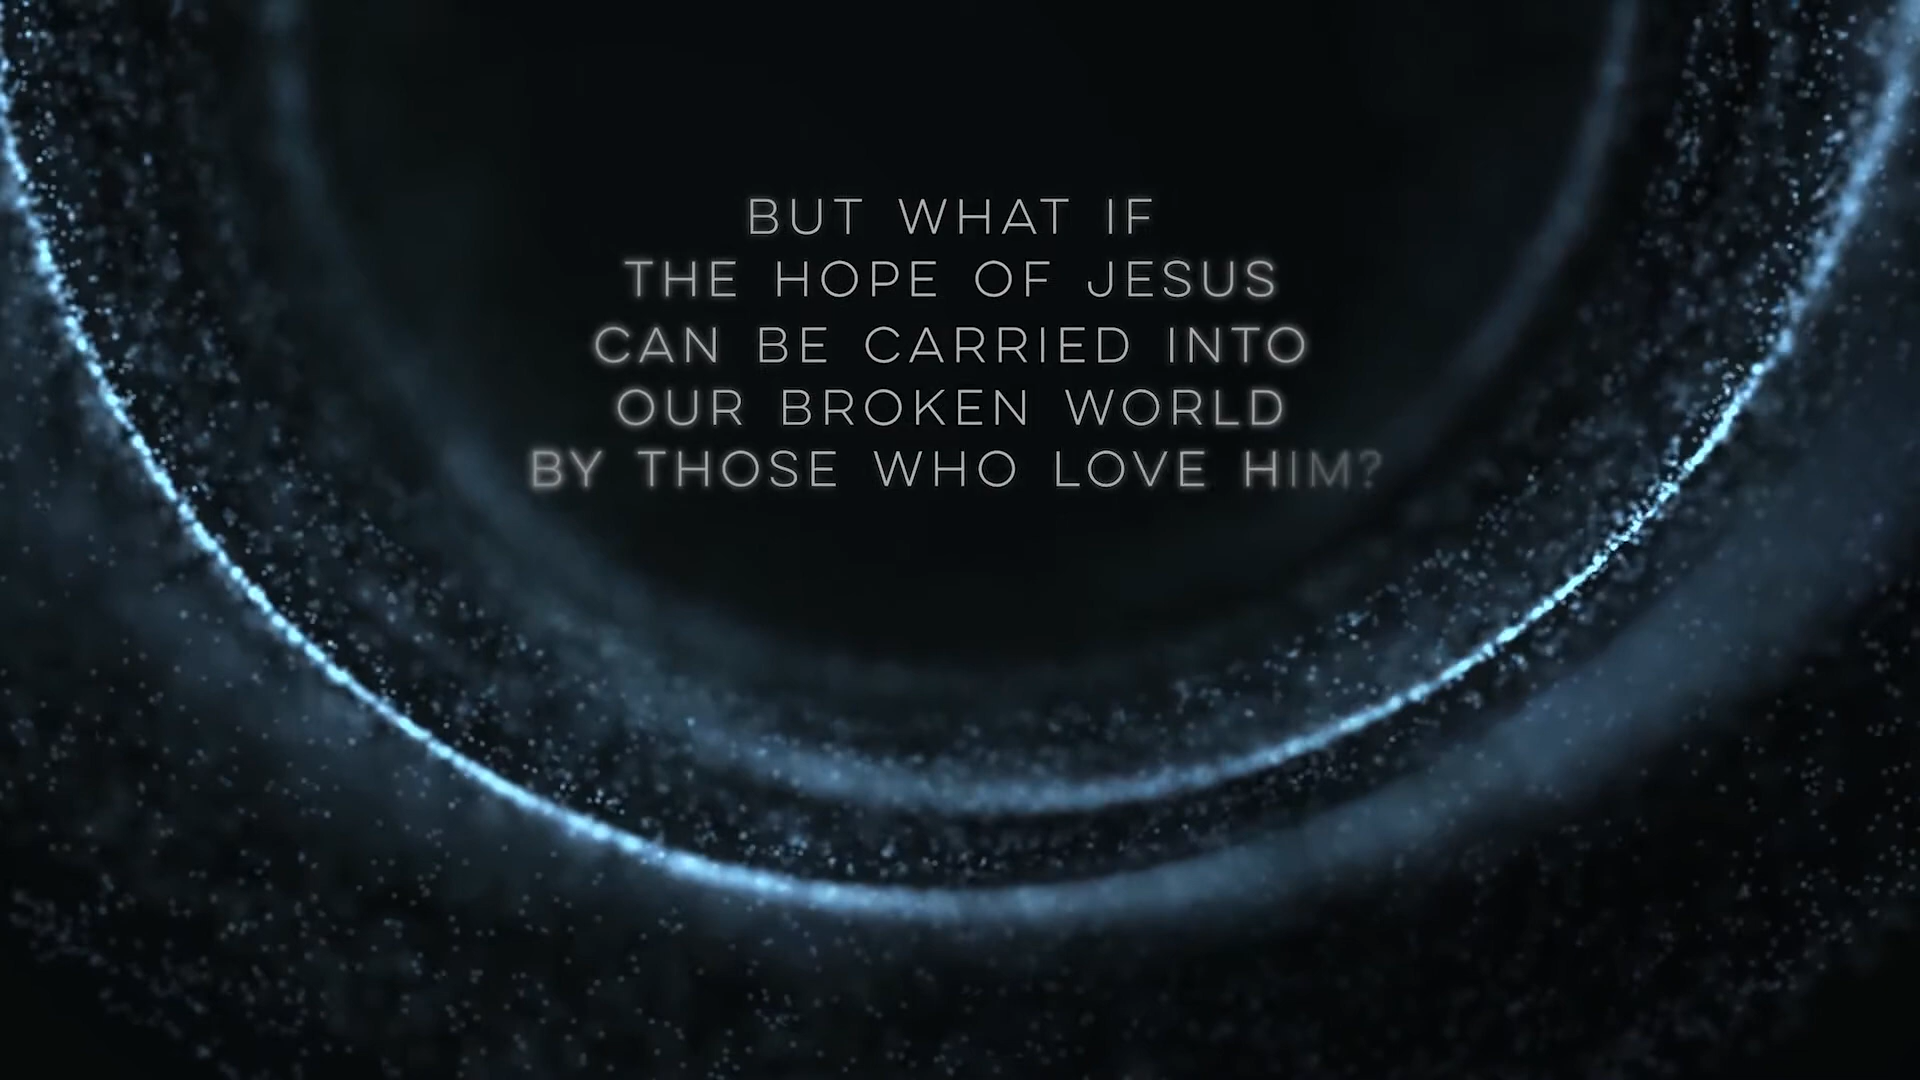 BUT WHAT IF
THE HOPE OF JESUS
CAN BE CARRIED INTO
OUR BROKEN WORLD
BY THOSE WHO LOVE HIM?